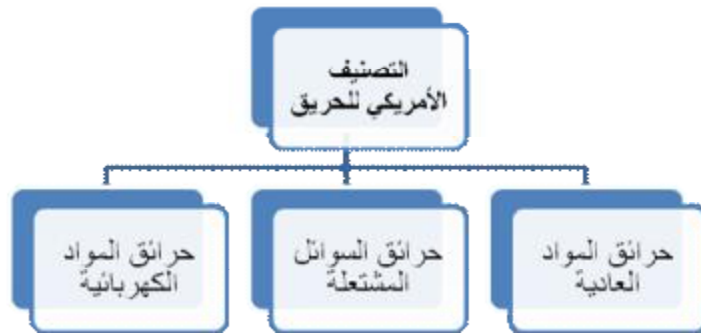 التصنيف
الأمريكي للحريق
حرائق المواد
العادية
حرائق السوائل
المشتعلة
حرائق المواد
الكهربائية